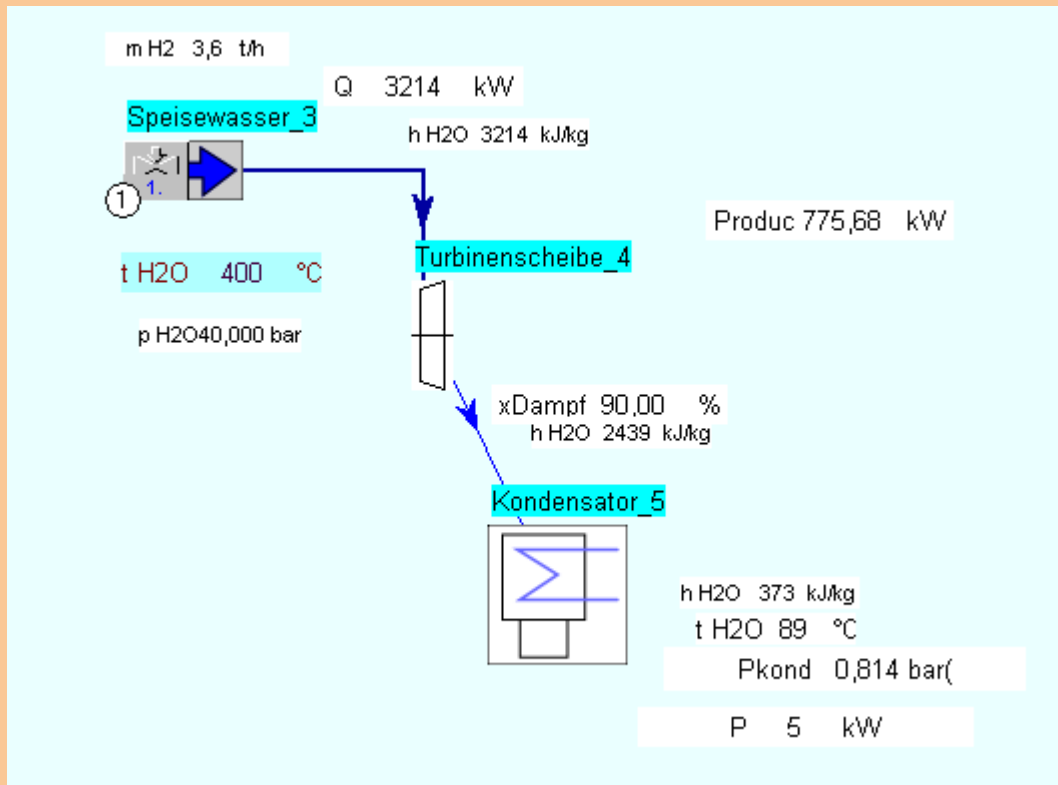 m H2 3,6 t/h
Q 3214 kW
Speisewasser_3
h H2O 3214 kJ/kg
1.
1
Produc 775,68 kW
Turbinenscheibe_4
t H2O 400 °C
p H2O40,000 bar
xDampf 90,00 %
h H2O 2439 kJ/kg
Kondensator_5
h H2O 373 kJ/kg
t H2O 89 °C
Pkond 0,814 bar(
P 5 kW